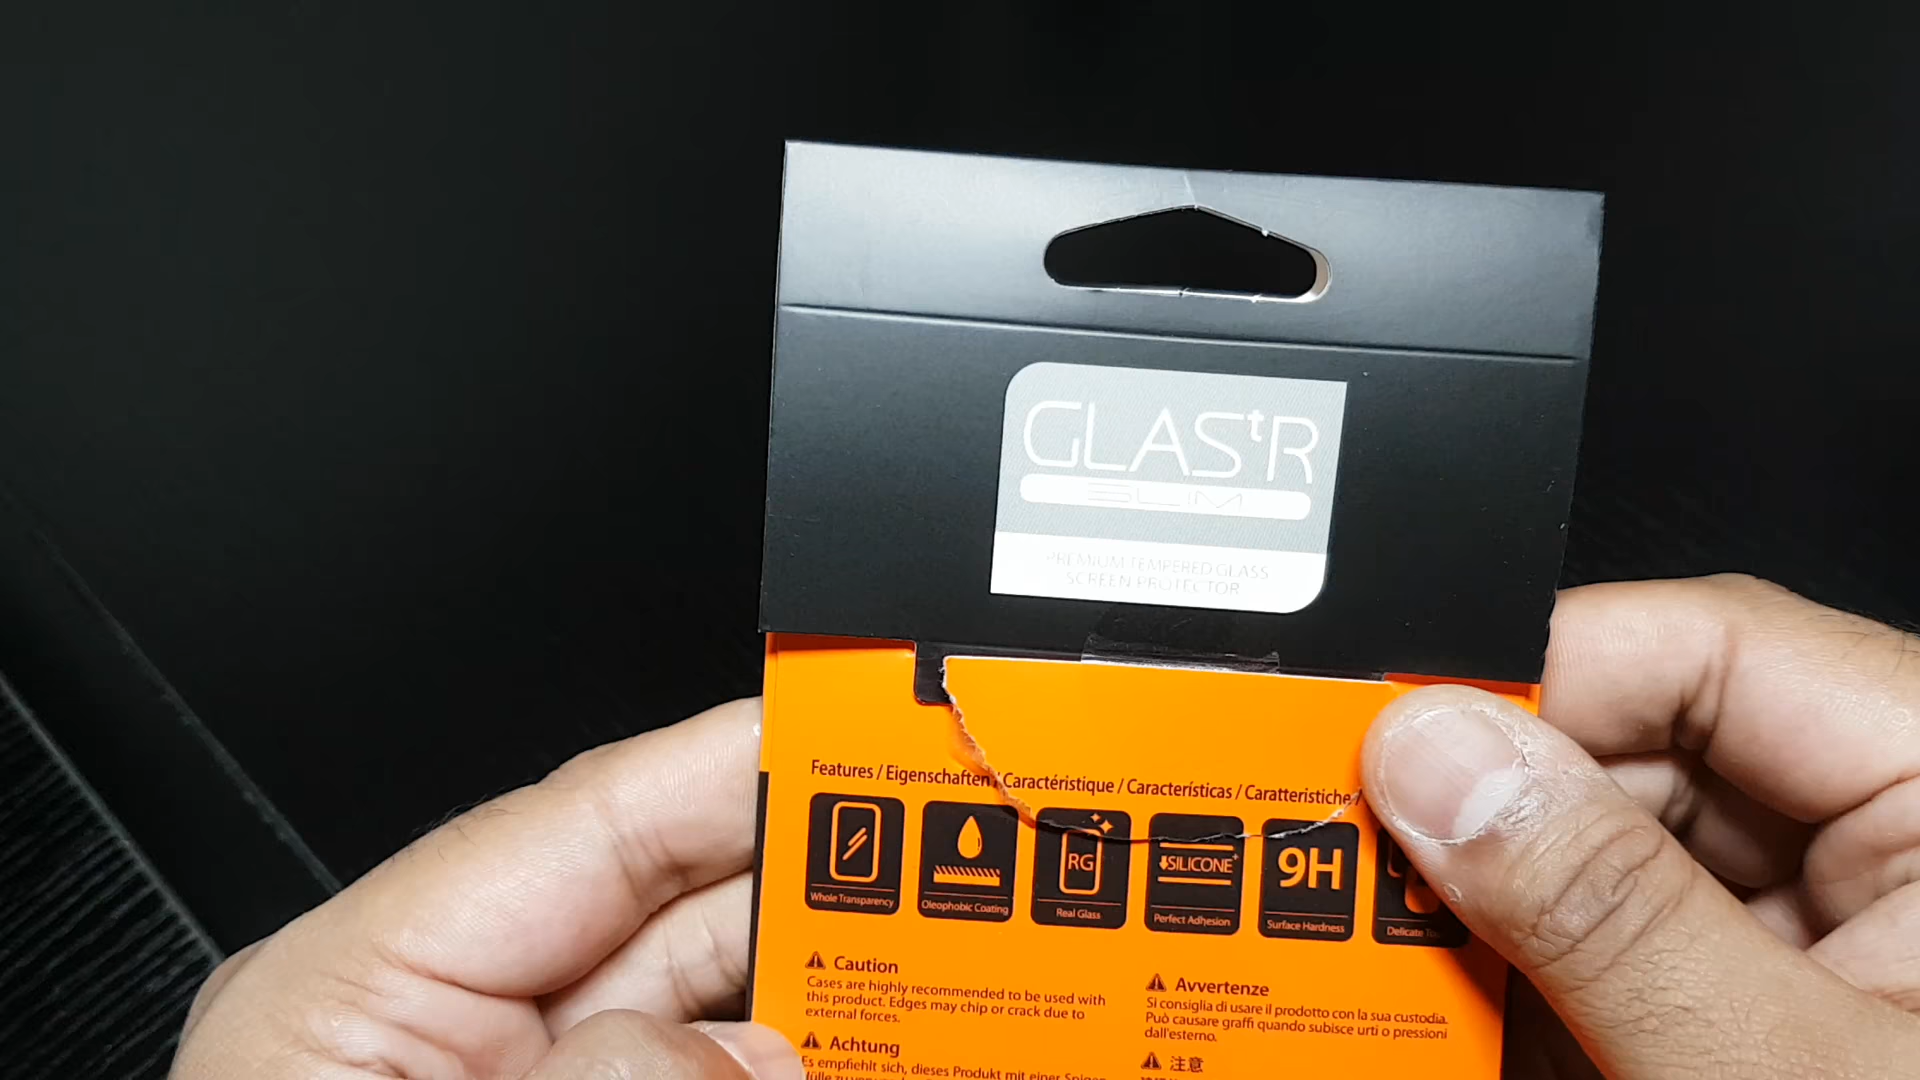 GLAStR
SLIM
PREMIUM TEMPERED GLASS
SCREEN PROTECTOR
Features / Eigenschaften / Caractéristique / Características / Caratteristiche /
Whole Transparency
Oleophobic Coating
RG
Real Glass
SILICONE+
Perfect Adhesion
9H
Surface Hardness
Delicate
Caution
Cases are highly recommended to be used with
this product. Edges may chip or crack due to
external forces.
Achtung
Es empfiehlt sich, dieses Produkt mit einer Spigen
Avvertenze
Si consiglia di usare il prodotto con la sua custodia.
Può causare graffi quando subisce urti o pressioni
dall'esterno.
注意